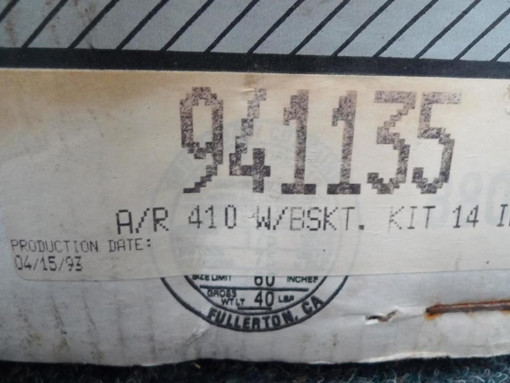 941135
A/R 410 W/BSKT. KIT 14 I
PRODUCTION DATE:
04/15/93
SIZE LIMIT 60 INCHES
GROSS
WT LT 40 LBS
FULLERTON, CA